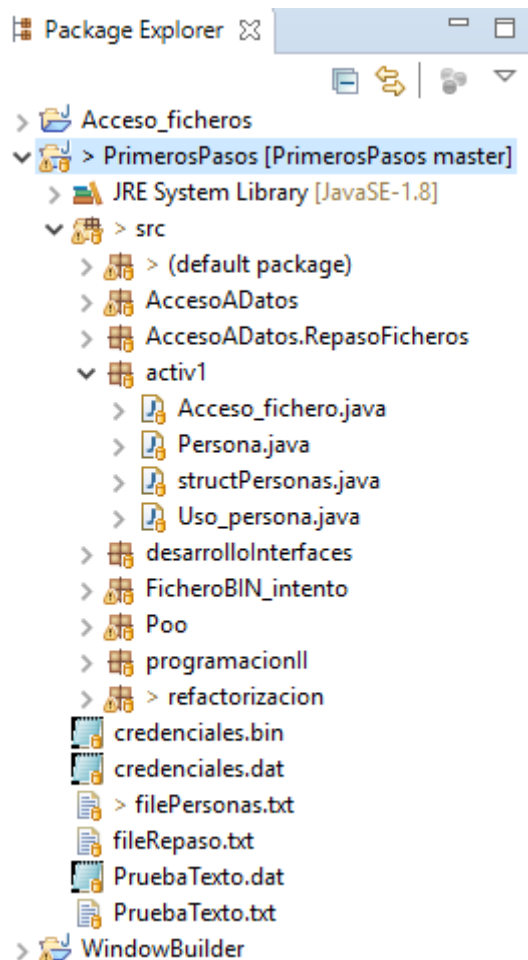 Package Explorer
Acceso_ficheros
> PrimerosPasos [PrimerosPasos master]
JRE System Library [JavaSE-1.8]
> src
> (default package)
AccesoADatos
AccesoADatos.RepasoFicheros
activ1
Acceso_fichero.java
Persona.java
structPersonas.java
Uso_persona.java
desarrolloInterfaces
FicheroBIN_intento
Poo
programacionII
> refactorizacion
credenciales.bin
credenciales.dat
> filePersonas.txt
fileRepaso.txt
PruebaTexto.dat
PruebaTexto.txt
WindowBuilder